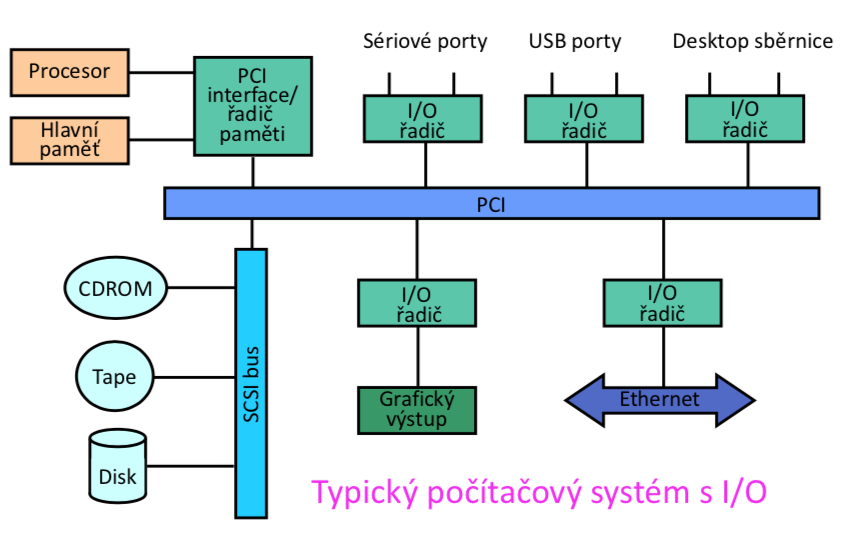 Sériové porty
USB porty
Desktop sběrnice
Procesor
PCI
interface/
řadič
paměti
Hlavní
paměť
I/O
řadič
I/O
řadič
I/O
řadič
PCI
CDROM
Tape
Disk
SCSI bus
I/O
řadič
I/O
řadič
Grafický
výstup
Ethernet
Typický počítačový systém s I/O